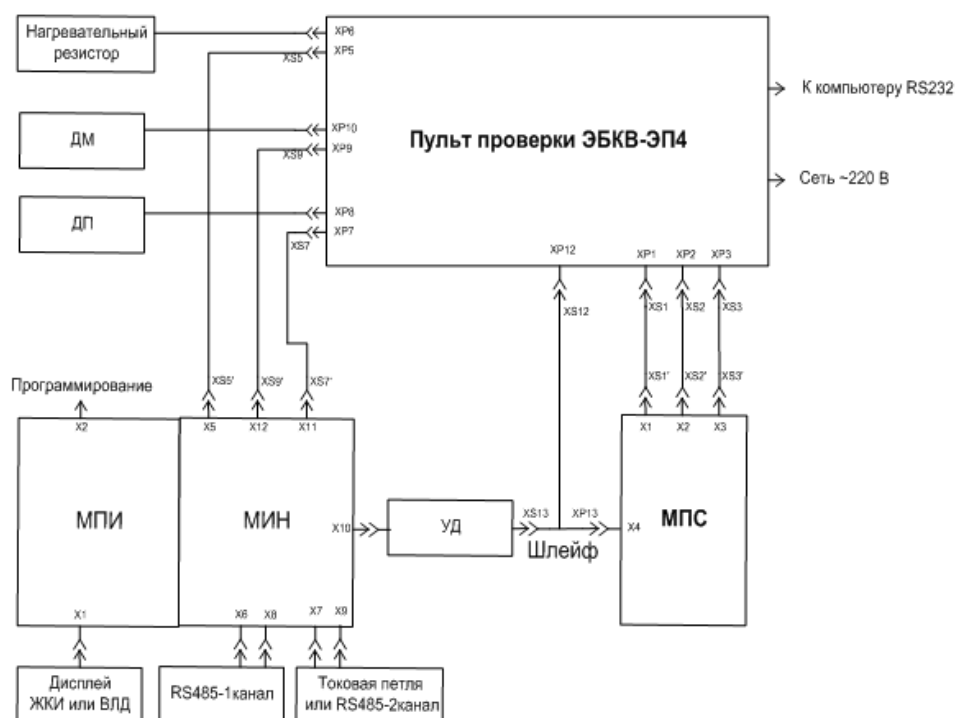 Нагревательный
резистор
XS5
XP6
XP5
К компьютеру RS232
Пульт проверки ЭБКВ-ЭП4
ДМ
XS9
XP10
XP9
Сеть ~220 В
ДП
XS7
XP8
XP7
XP12
XP1
XP2
XP3
XS12
XS1
XS2
XS3
Программирование
XS5'
XS9'
XS7'
XS1'
XS2'
XS3'
X2
X5
X12
X11
X1
X2
X3
МПИ
МИН
X10
УД
XS13
XP13
X4
МПС
Шлейф
X1
X6
X8
X7
X9
Дисплей
ЖКИ или ВЛД
RS485-1канал
Токовая петля
или RS485-2канал